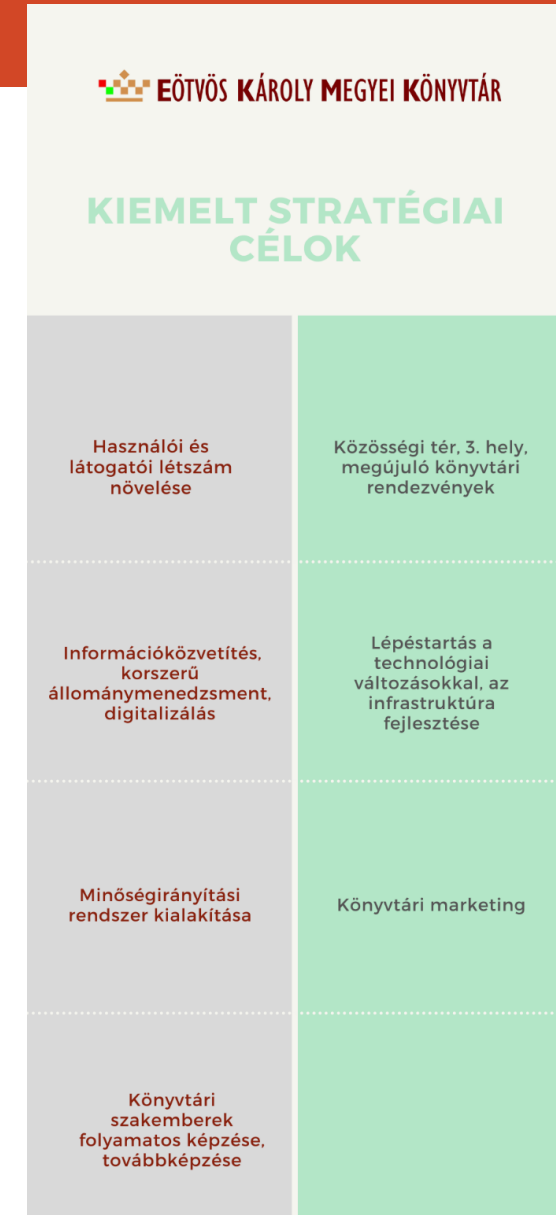 EÖTVÖS KÁROLY MEGYEI KÖNYVTÁR
KIEMELT STRATÉGIAI
CÉLOK
Használói és
látogatói létszám
növelése
Közösségi tér, 3. hely,
megújuló könyvtári
rendezvények
Információközvetítés,
korszerű
állománymenedzsment,
digitalizálás
Lépéstartás a
technológiai
változásokkal, az
infrastruktúra
fejlesztése
Minőségirányítási
rendszer kialakítása
Könyvtári marketing
Könyvtári
szakemberek
folyamatos képzése,
továbbképzése